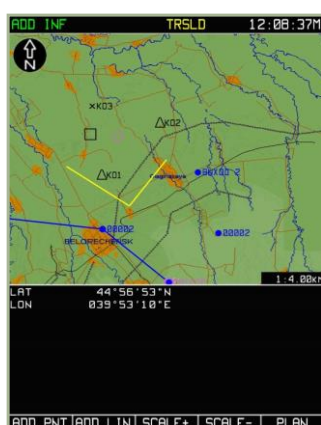 ADD INF TRSLD 12:08:37M
×K03
△K02
△K01
00002
BELORECHENSK
00002
1:4.00км
LAT 44°56'53"N
LON 039°53'10"E
ADD PNT ADD LIN SCALE+ SCALE- PLAN